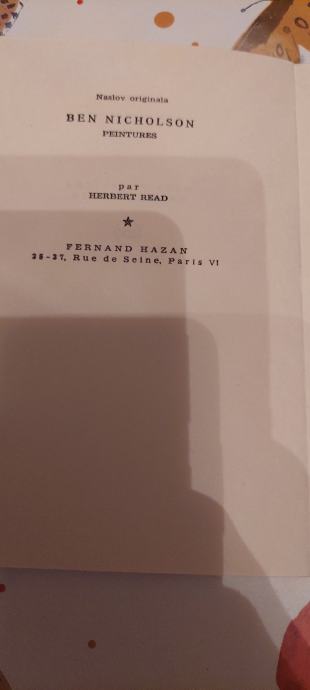 Naslov originala
BEN NICHOLSON
PEINTURES
par
HERBERT READ
FERNAND HAZAN
35-37, Rue de Seine, Paris VI